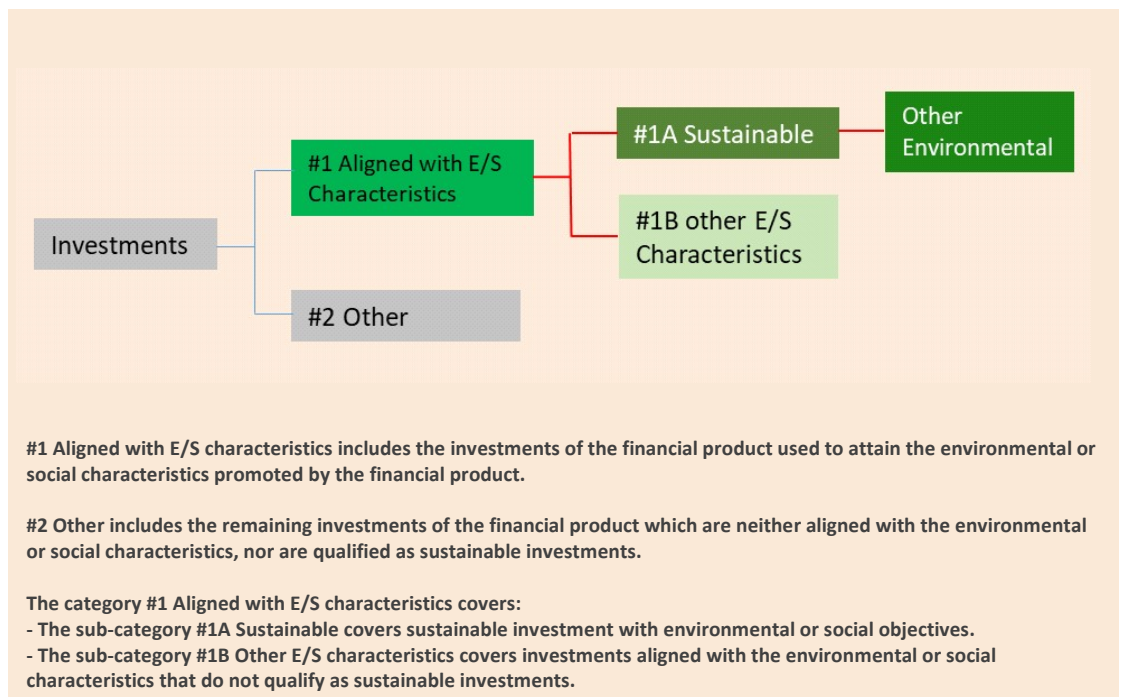 Other
Environmental
#1A Sustainable
#1 Aligned with E/S
Characteristics
#1B other E/S
Characteristics
Investments
#2 Other
#1 Aligned with E/S characteristics includes the investments of the financial product used to attain the environmental or
social characteristics promoted by the financial product.
#2 Other includes the remaining investments of the financial product which are neither aligned with the environmental
or social characteristics, nor are qualified as sustainable investments.
The category #1 Aligned with E/S characteristics covers:
- The sub-category #1A Sustainable covers sustainable investment with environmental or social objectives.
- The sub-category #1B Other E/S characteristics covers investments aligned with the environmental or social
characteristics that do not qualify as sustainable investments.